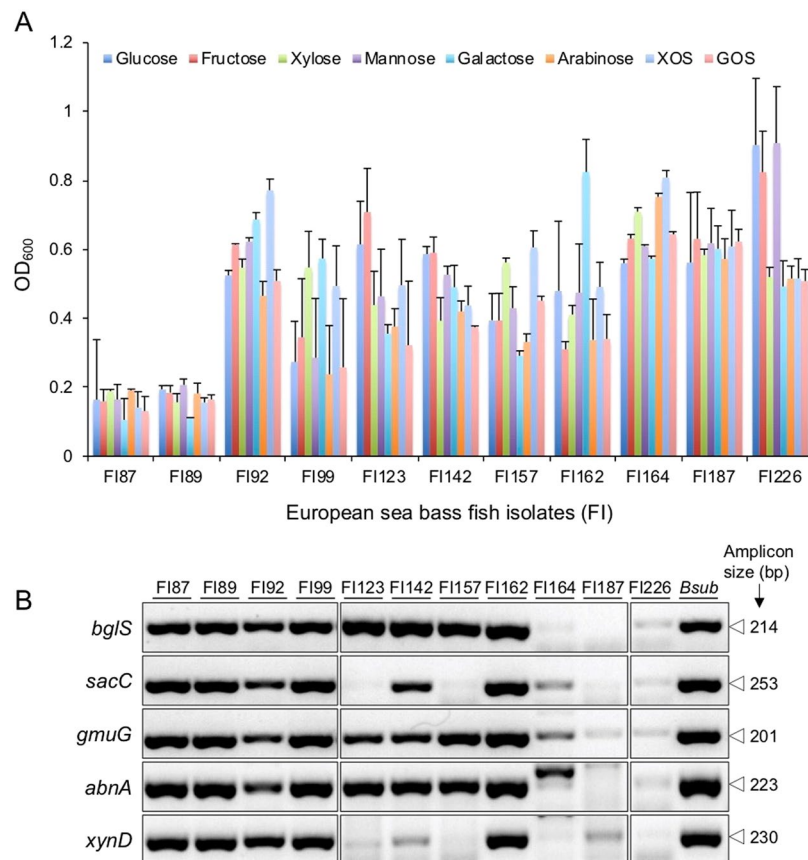 A
1.2
Glucose Fructose Xylose Mannose Galactose Arabinose XOS GOS
1
0.8
0.6
0.4
0.2
0
OD600
FI87 FI89 FI92 FI99 FI123 FI142 FI157 FI162 FI164 FI187 FI226
European sea bass fish isolates (FI)
B
Amplicon
size (bp)
FI87 FI89 FI92 FI99 FI123 FI142 FI157 FI162 FI164 FI187 FI226 Bsub
bglS 214
sacC 253
gmuG 201
abnA 223
xynD 230